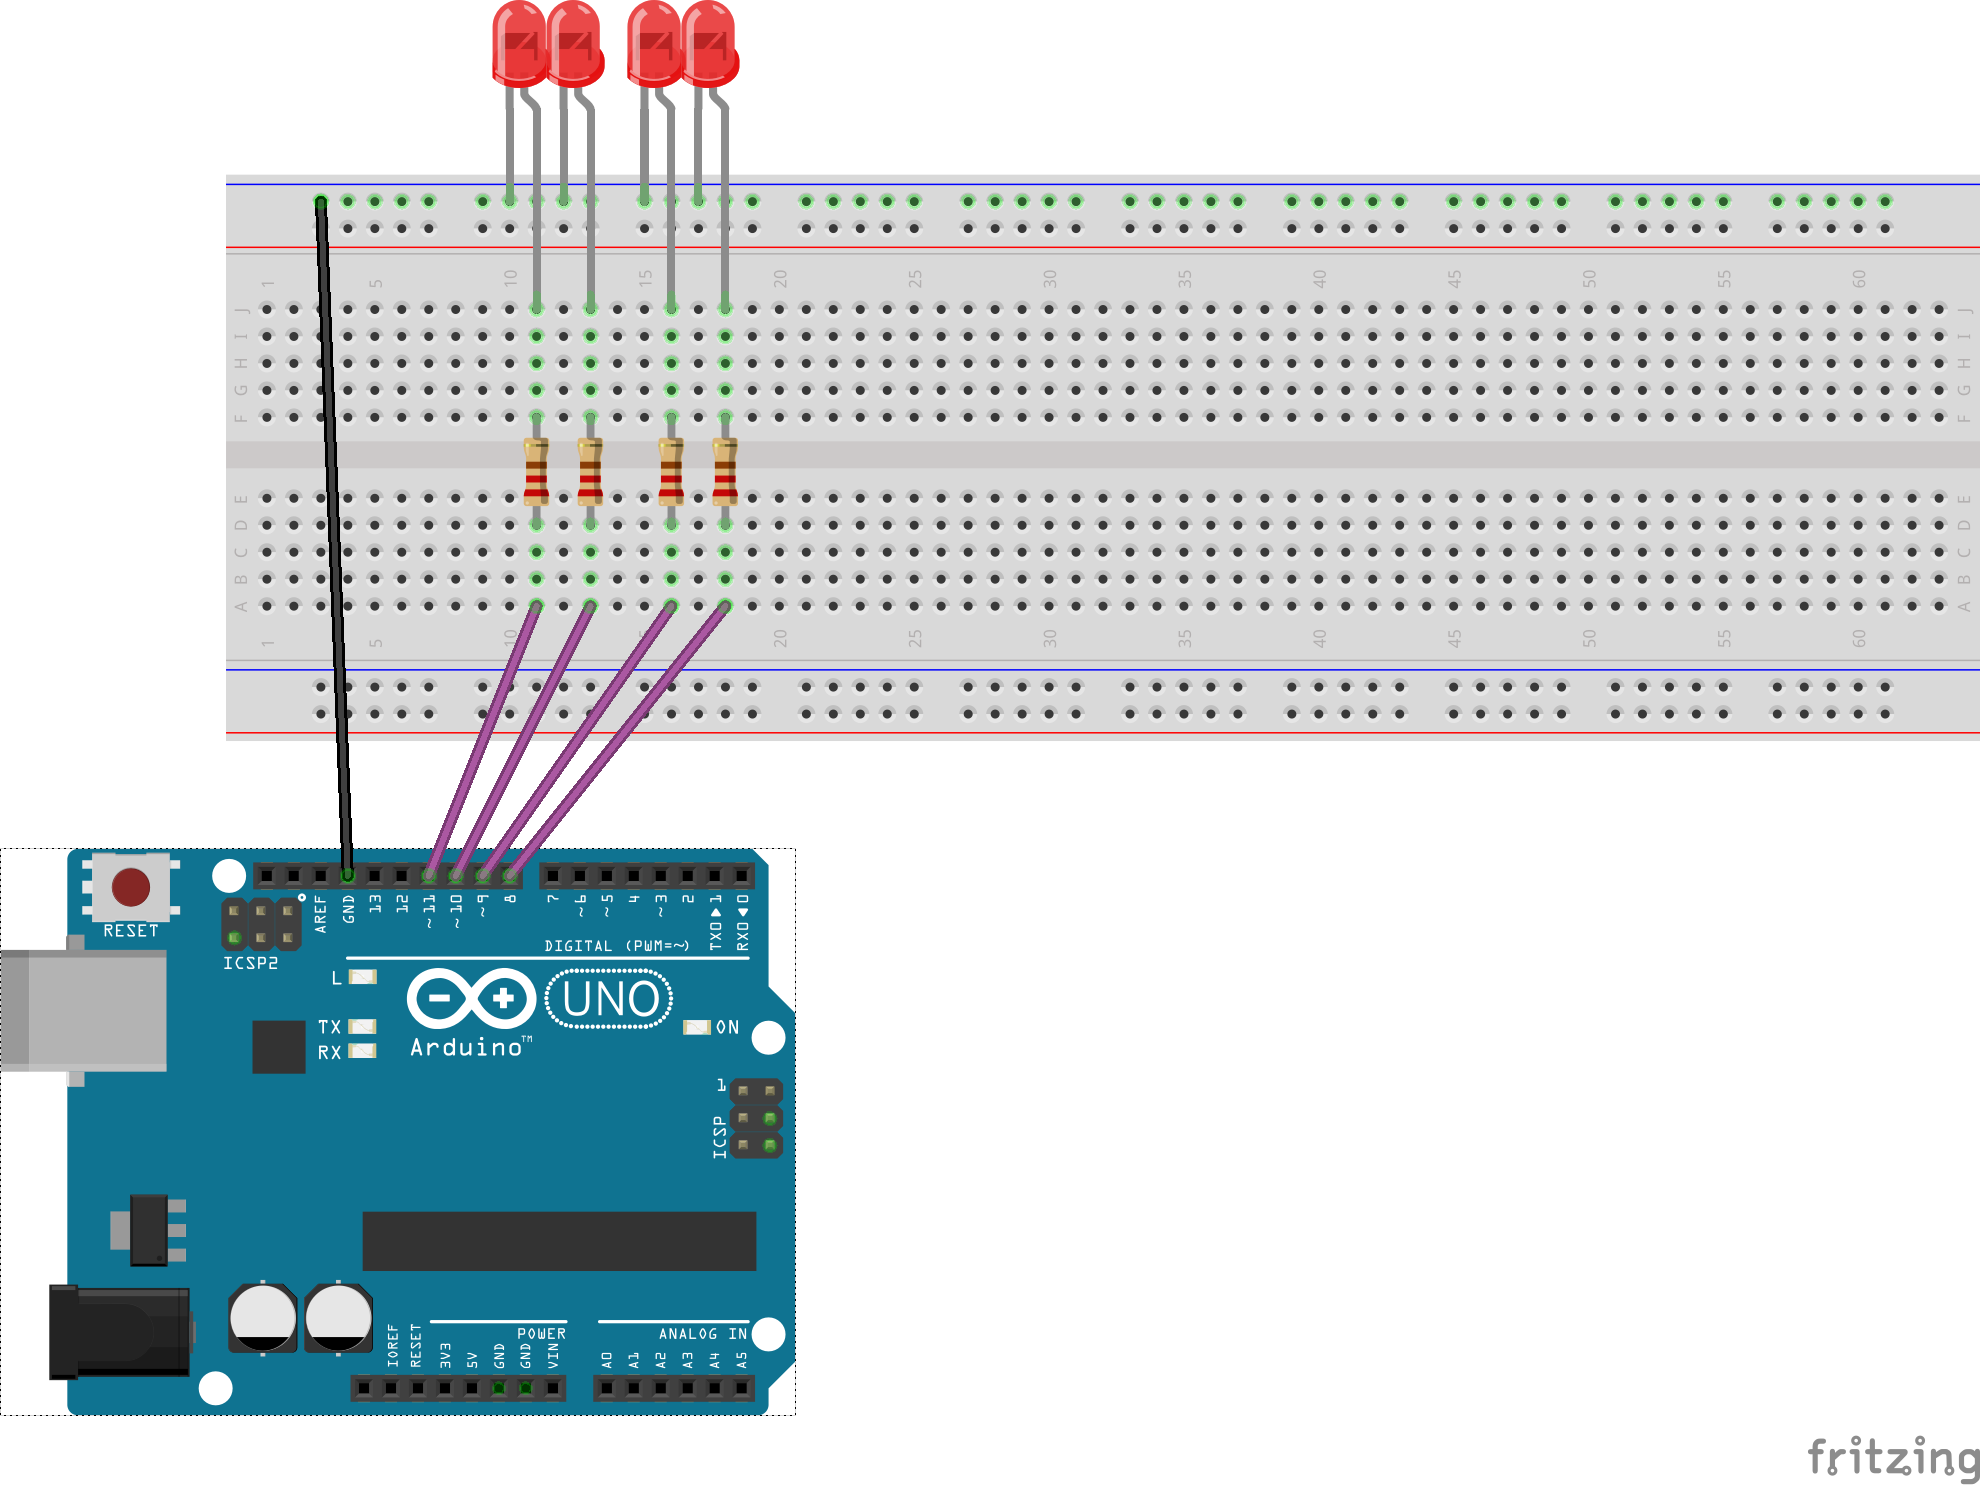 1 5 10 15 20 25 30 35 40 45 50 55 60
J J
I I
H H
G G
F F
E E
D D
C C
B B
A A
1 5 10 20 25 30 35 40 45 50 55 60
RESET
ICSP2
AREF GND 13 12 ~11 ~10 ~9 8 7 ~6 ~5 4 ~3 2 TX0▶1 RX0◀0
DIGITAL (PWM=~)
L
TX
RX
UNO
Arduino™
ON
1
ICSP
POWER
ANALOG IN
IOREF RESET 3V3 5V GND GND VIN A0 A1 A2 A3 A4 A5
fritzing